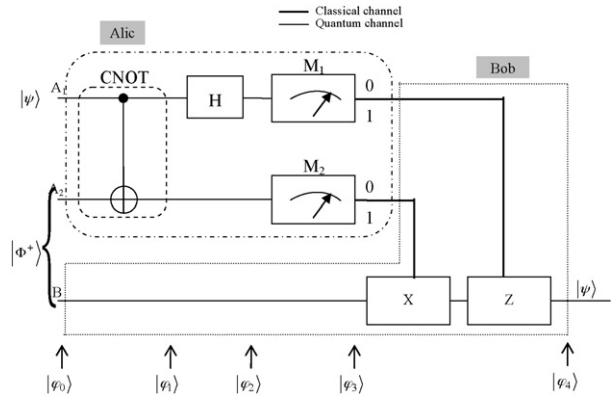 Classical channel
Quantum channel
Alic
Bob
CNOT
M₁
A₁
|ψ⟩
H
0
1
M₂
A₂
0
1
|Φ⁺⟩
B
X
Z
|ψ⟩
|φ₀⟩
|φ₁⟩
|φ₂⟩
|φ₃⟩
|φ₄⟩